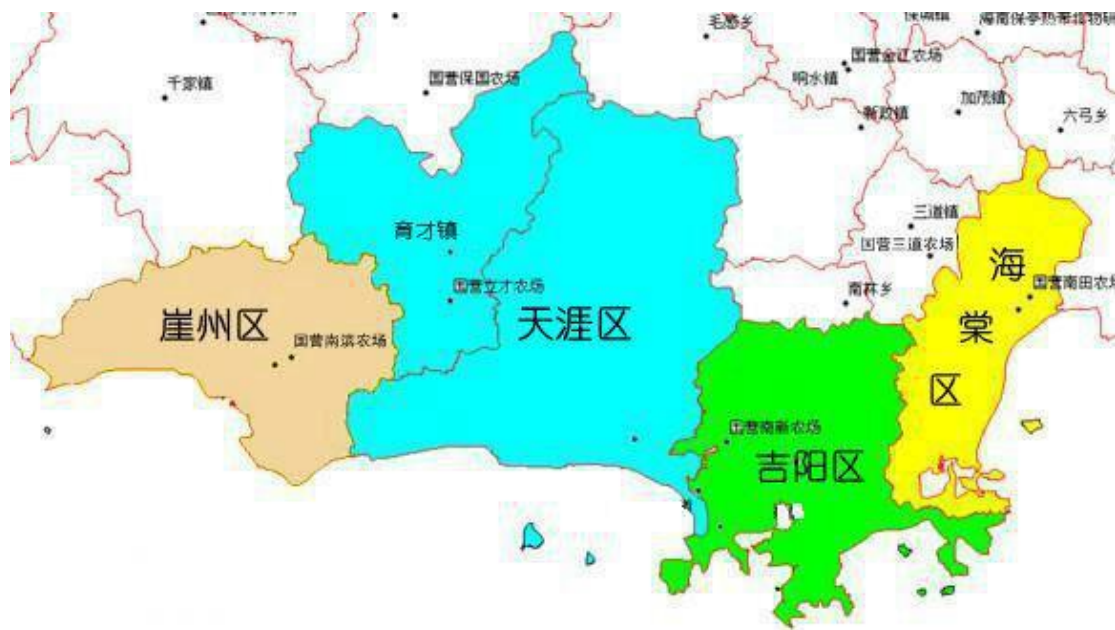 毛感乡
保城镇
国营金江农场
响水镇
千家镇
国营保国农场
加茂镇
新政镇
六弓乡
三道镇
国营三道农场
育才镇
海棠区
国营立才农场
国营南田农场
南林乡
崖州区
天涯区
国营南滨农场
国营南新农场
吉阳区